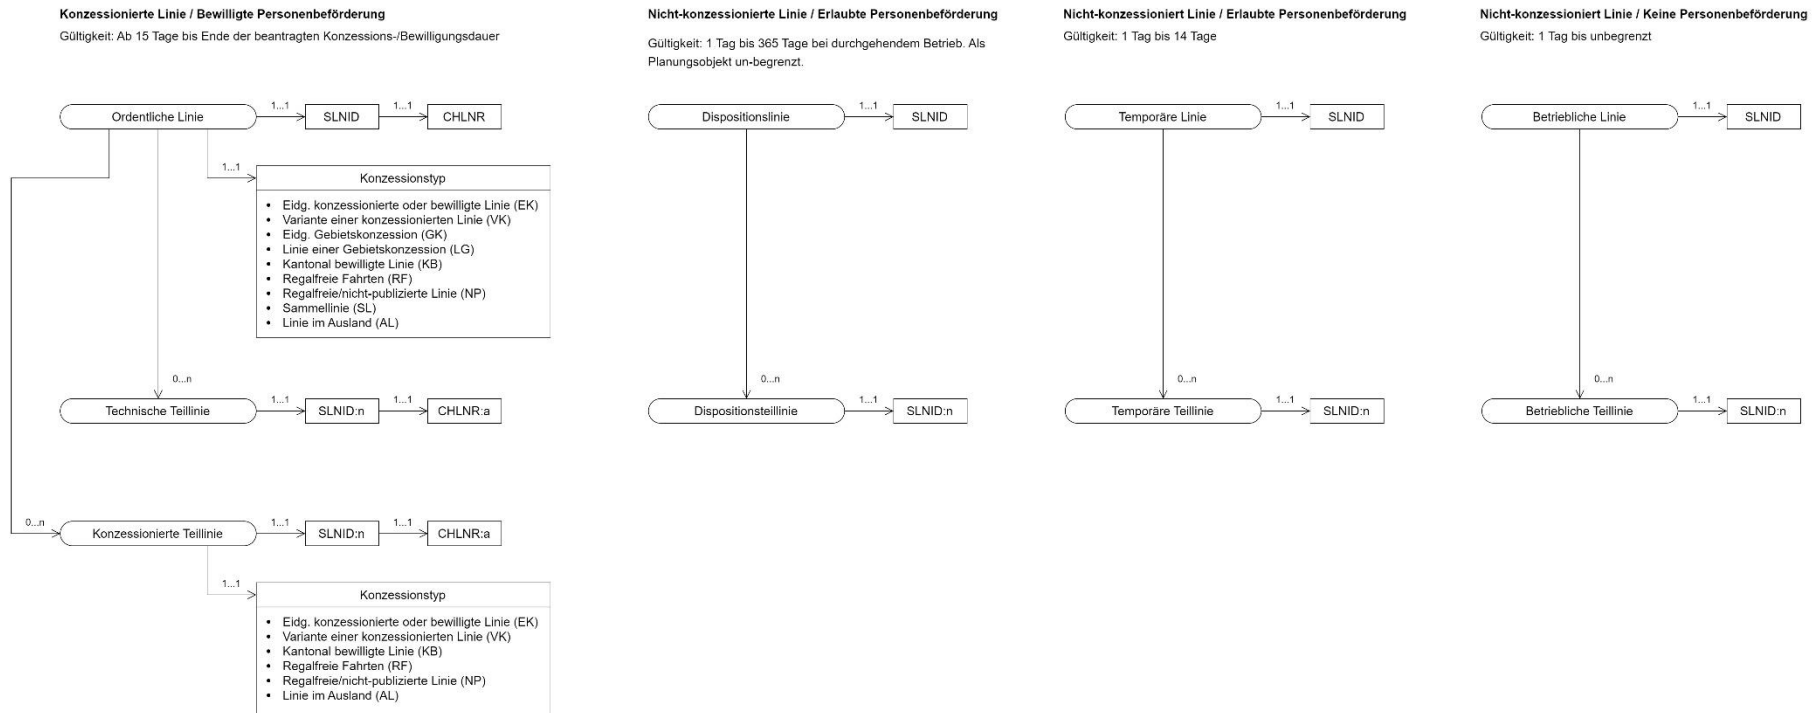 Konzessionierte Linie / Bewilligte Personenbeförderung
Gültigkeit: Ab 15 Tage bis Ende der beantragten Konzessions-/Bewilligungsdauer
Ordentliche Linie
1...1
SLNID
1...1
CHLNR
1...1
Konzessionstyp
• Eidg. konzessionierte oder bewilligte Linie (EK)
• Variante einer konzessionierten Linie (VK)
• Eidg. Gebietskonzession (GK)
• Linie einer Gebietskonzession (LG)
• Kantonal bewilligte Linie (KB)
• Regalfreie Fahrten (RF)
• Regalfreie/nicht-publizierte Linie (NP)
• Sammellinie (SL)
• Linie im Ausland (AL)
0...n
Technische Teillinie
1...1
SLNID:n
1...1
CHLNR:a
0...n
Konzessionierte Teillinie
1...1
SLNID:n
1...1
CHLNR:a
1...1
Konzessionstyp
• Eidg. konzessionierte oder bewilligte Linie (EK)
• Variante einer konzessionierten Linie (VK)
• Kantonal bewilligte Linie (KB)
• Regalfreie Fahrten (RF)
• Regalfreie/nicht-publizierte Linie (NP)
• Linie im Ausland (AL)
Nicht-konzessionierte Linie / Erlaubte Personenbeförderung
Gültigkeit: 1 Tag bis 365 Tage bei durchgehendem Betrieb. Als
Planungsobjekt un-begrenzt.
Dispositionslinie
1...1
SLNID
0...n
Dispositionsteillinie
1...1
SLNID:n
Nicht-konzessioniert Linie / Erlaubte Personenbeförderung
Gültigkeit: 1 Tag bis 14 Tage
Temporäre Linie
1...1
SLNID
0...n
Temporäre Teillinie
1...1
SLNID:n
Nicht-konzessioniert Linie / Keine Personenbeförderung
Gültigkeit: 1 Tag bis unbegrenzt
Betriebliche Linie
1...1
SLNID
0...n
Betriebliche Teillinie
1...1
SLNID:n